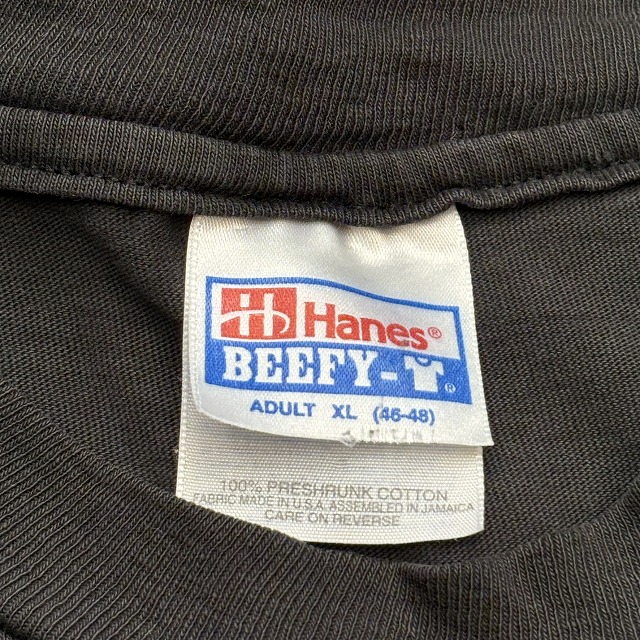 H Hanes®
BEEFY-T®
ADULT XL (46-48)
100% PRESHRUNK COTTON
FABRIC MADE IN U.S.A. ASSEMBLED IN JAMAICA
CARE ON REVERSE